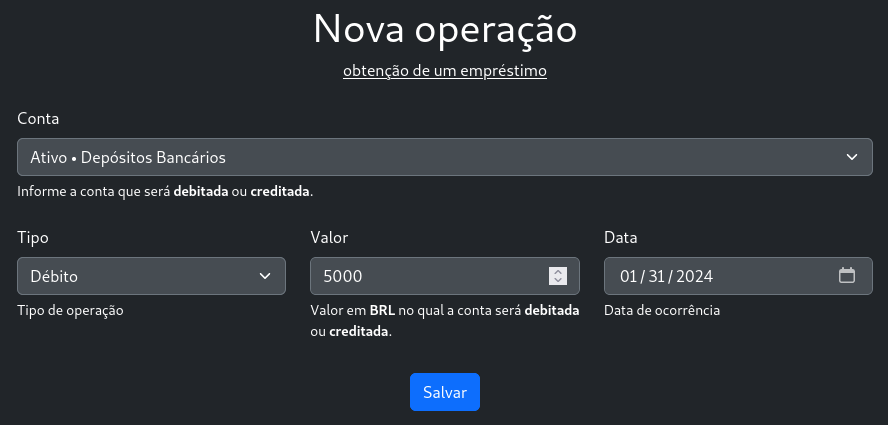 Nova operação
obtenção de um empréstimo
Conta
Ativo • Depósitos Bancários
Informe a conta que será debitada ou creditada.
Tipo
Débito
Tipo de operação
Valor
5000
Valor em BRL no qual a conta será debitada
ou creditada.
Data
01 / 31 / 2024
Data de ocorrência
Salvar